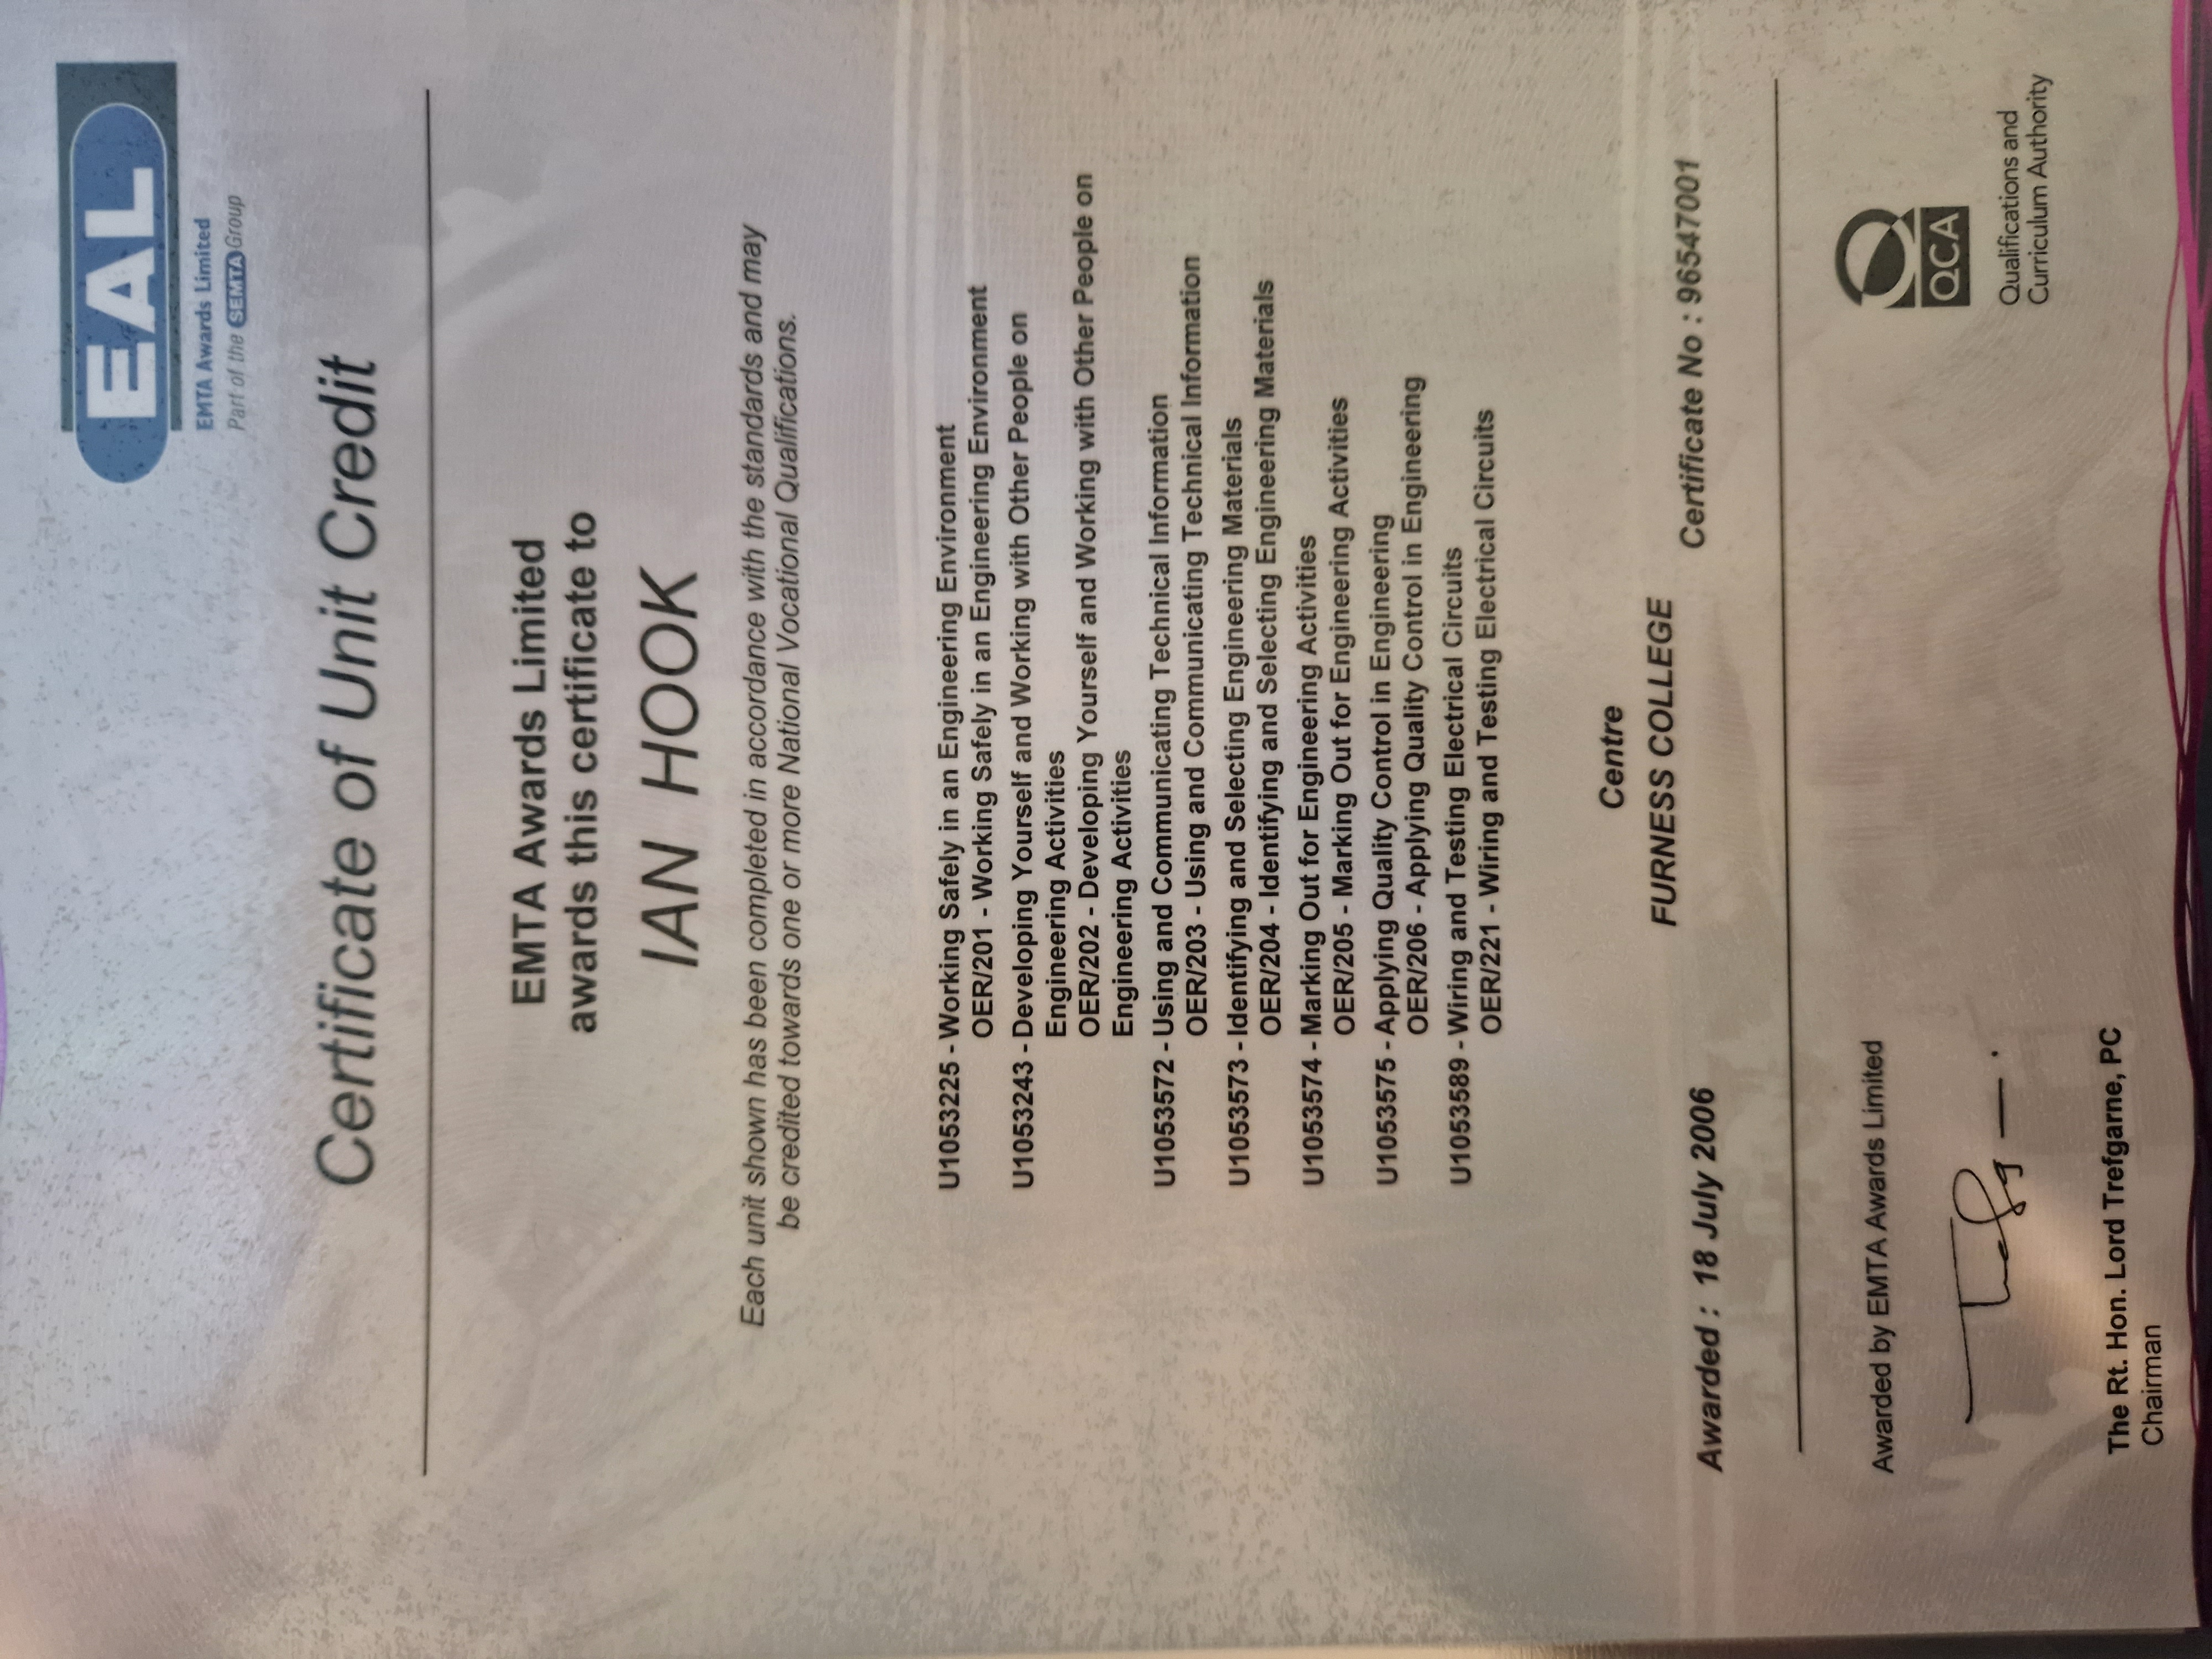 EAL
EMTA Awards Limited
Part of the SEMTA Group
Certificate of Unit Credit
EMTA Awards Limited
awards this certificate to
IAN HOOK
Each unit shown has been completed in accordance with the standards and may
be credited towards one or more National Vocational Qualifications.
U1053225 - Working Safely in an Engineering Environment
OER/201 - Working Safely in an Engineering Environment
U1053243 - Developing Yourself and Working with Other People on
Engineering Activities
OER/202 - Developing Yourself and Working with Other People on
Engineering Activities
U1053572 - Using and Communicating Technical Information
OER/203 - Using and Communicating Technical Information
U1053573 - Identifying and Selecting Engineering Materials
OER/204 - Identifying and Selecting Engineering Materials
U1053574 - Marking Out for Engineering Activities
OER/205 - Marking Out for Engineering Activities
U1053575 - Applying Quality Control in Engineering
OER/206 - Applying Quality Control in Engineering
U1053589 - Wiring and Testing Electrical Circuits
OER/221 - Wiring and Testing Electrical Circuits
Centre
FURNESS COLLEGE
Awarded : 18 July 2006
Certificate No : 96547001
Awarded by EMTA Awards Limited
QCA
Qualifications and
Curriculum Authority
The Rt. Hon. Lord Trefgarne, PC
Chairman